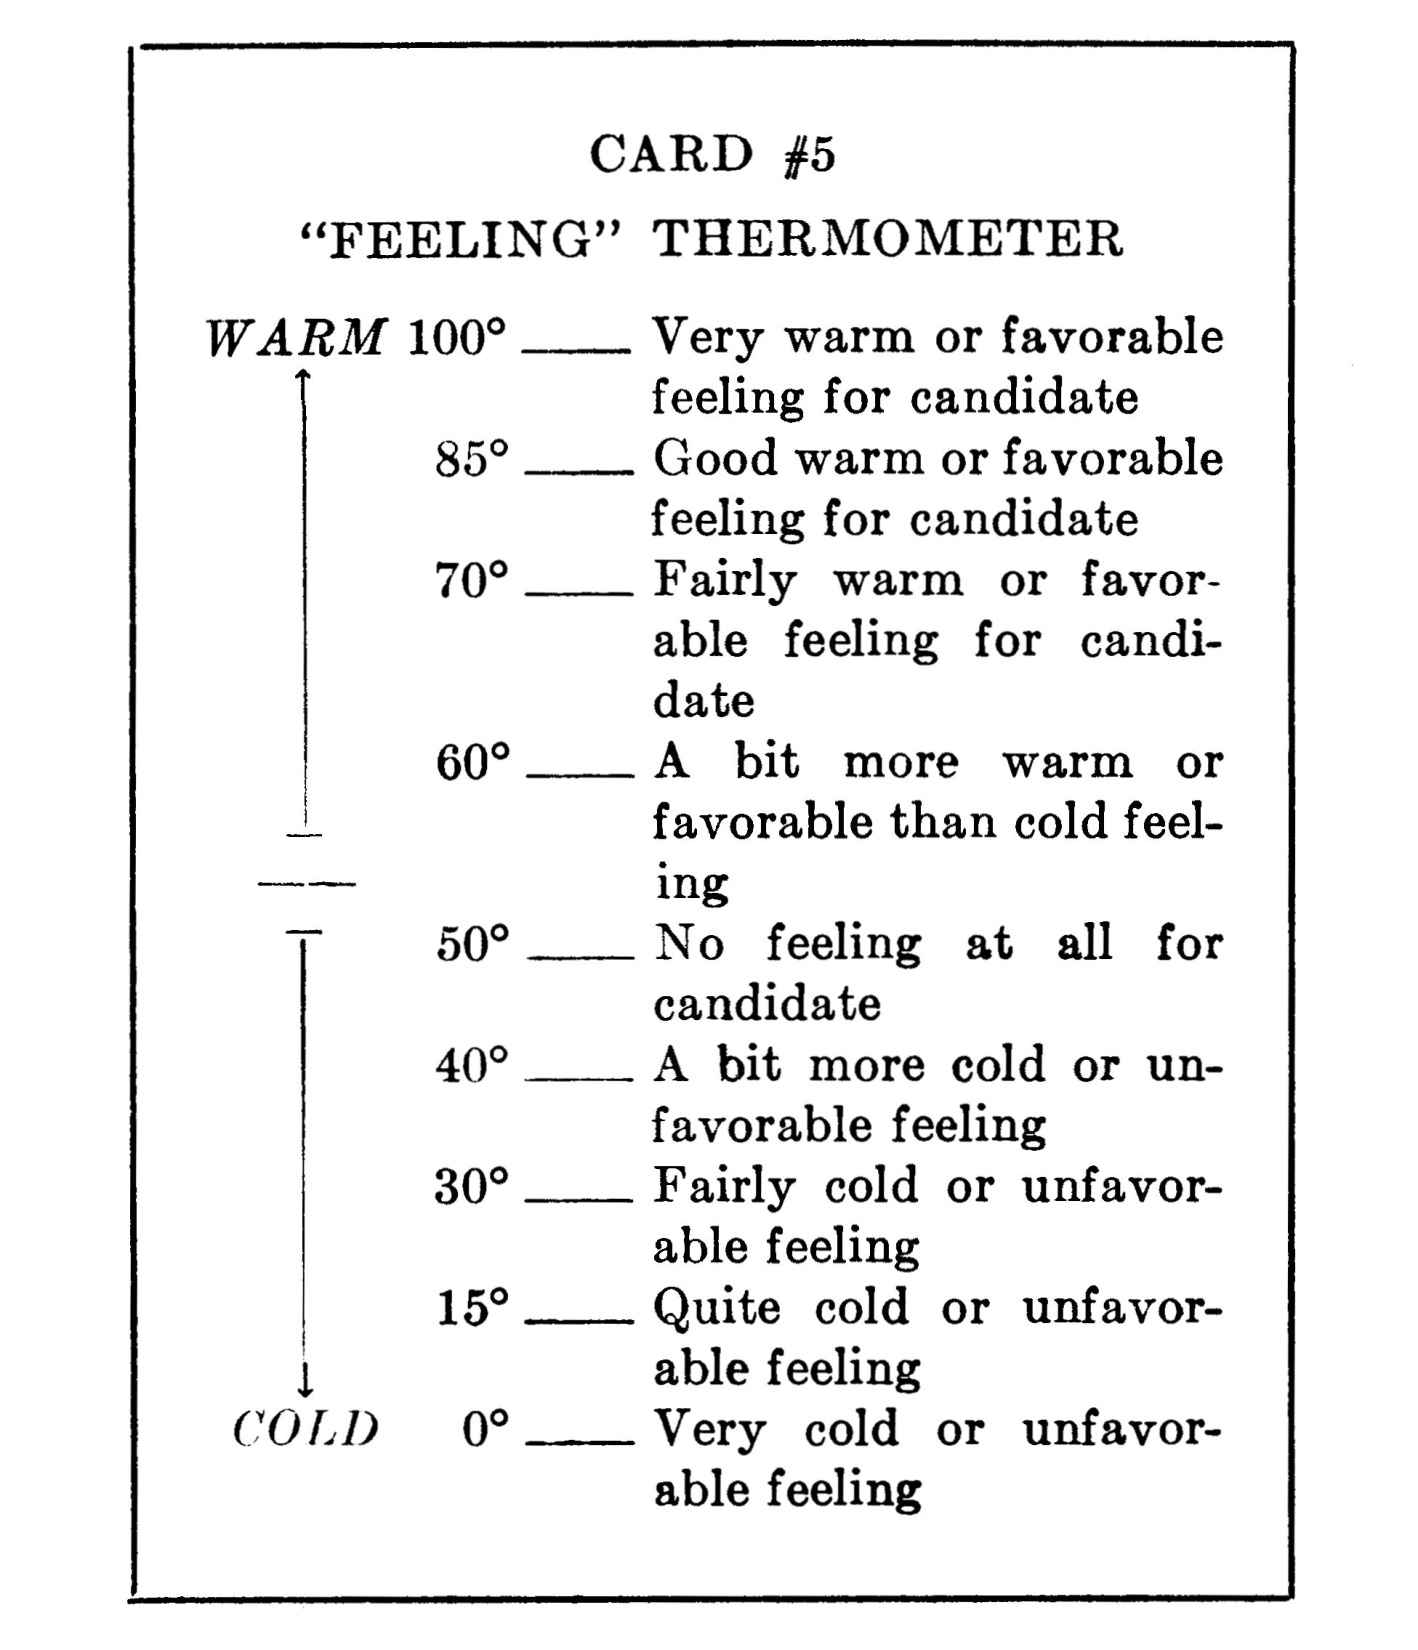 CARD #5
“FEELING” THERMOMETER
WARM 100° ____ Very warm or favorable
feeling for candidate
85° ____ Good warm or favorable
feeling for candidate
70° ____ Fairly warm or favor-
able feeling for candi-
date
60° ____ A bit more warm or
favorable than cold feel-
ing
50° ____ No feeling at all for
candidate
40° ____ A bit more cold or un-
favorable feeling
30° ____ Fairly cold or unfavor-
able feeling
15° ____ Quite cold or unfavor-
able feeling
COLD 0° ____ Very cold or unfavor-
able feeling